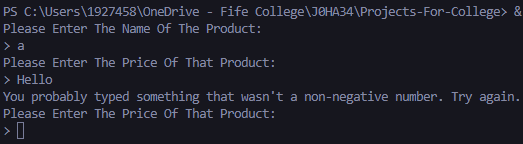 PS C:\Users\1927458\OneDrive - Fife College\J0HA34\Projects-For-College> &
Please Enter The Name Of The Product:
> a
Please Enter The Price Of That Product:
> Hello
You probably typed something that wasn't a non-negative number. Try again.
Please Enter The Price Of That Product:
>